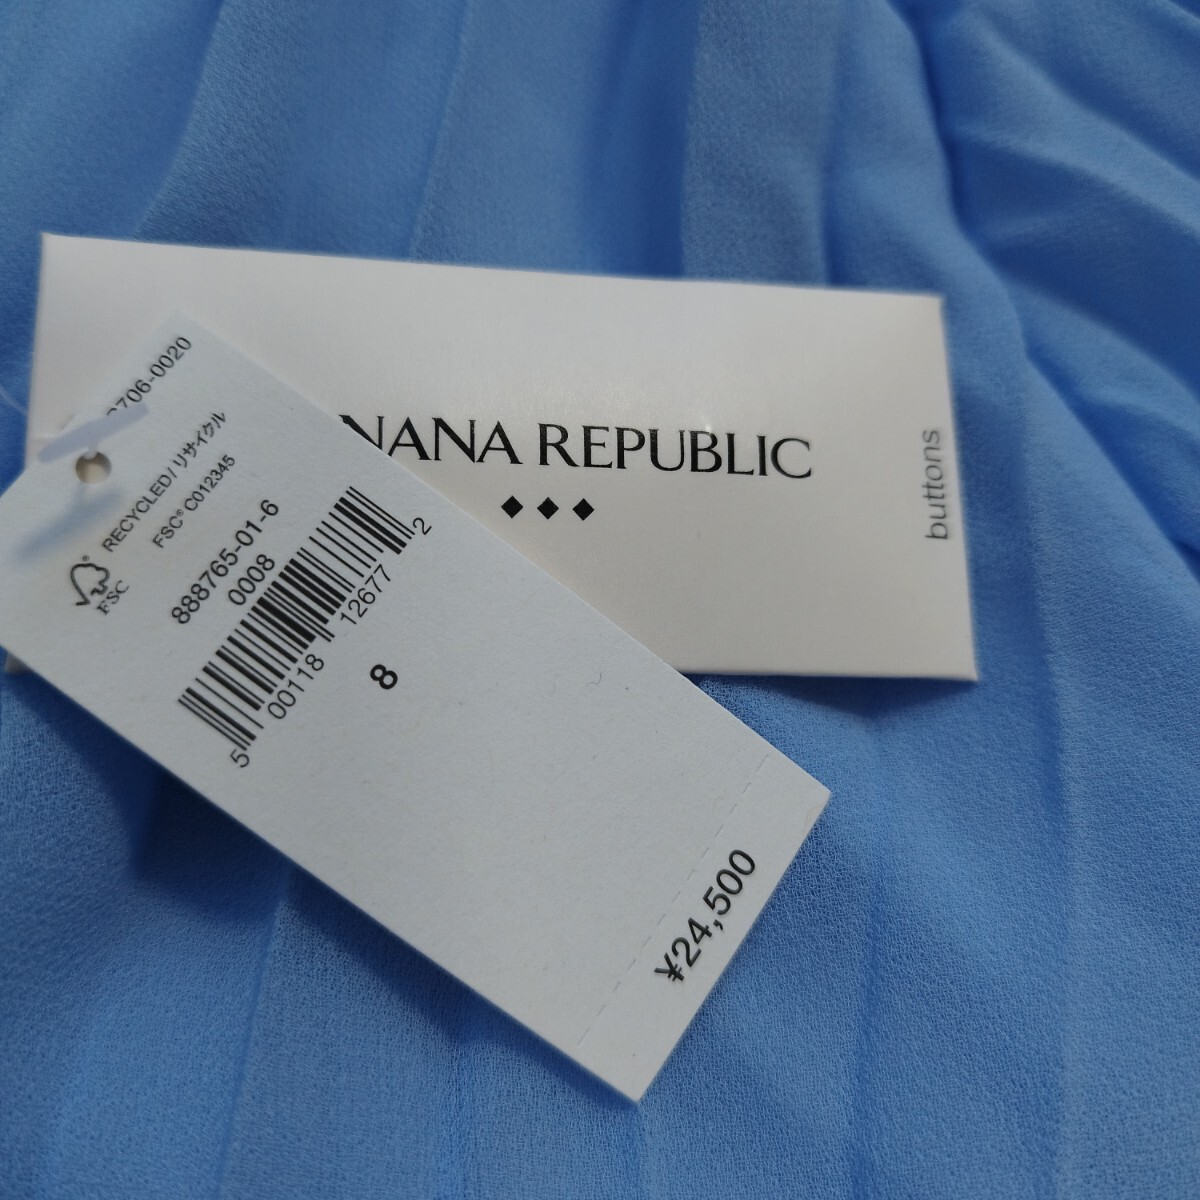 NANA REPUBLIC
buttons
706-0020
RECYCLED/リサイクル
FSC® C012345
FSC
888765-01-6
0008
5 00118 12677 2
8
¥24,500